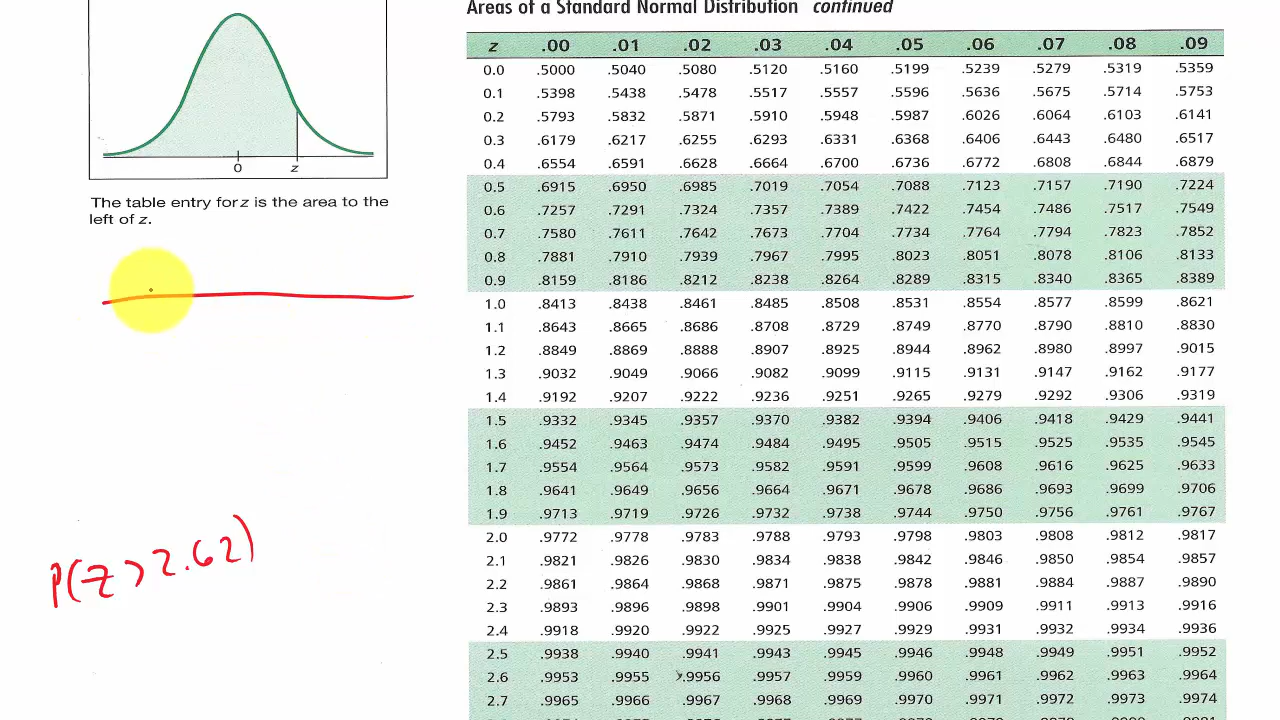 Areas of a Standard Normal Distribution continued
z .00 .01 .02 .03 .04 .05 .06 .07 .08 .09
0.0 .5000 .5040 .5080 .5120 .5160 .5199 .5239 .5279 .5319 .5359
0.1 .5398 .5438 .5478 .5517 .5557 .5596 .5636 .5675 .5714 .5753
0.2 .5793 .5832 .5871 .5910 .5948 .5987 .6026 .6064 .6103 .6141
0.3 .6179 .6217 .6255 .6293 .6331 .6368 .6406 .6443 .6480 .6517
0.4 .6554 .6591 .6628 .6664 .6700 .6736 .6772 .6808 .6844 .6879
0.5 .6915 .6950 .6985 .7019 .7054 .7088 .7123 .7157 .7190 .7224
0.6 .7257 .7291 .7324 .7357 .7389 .7422 .7454 .7486 .7517 .7549
0.7 .7580 .7611 .7642 .7673 .7704 .7734 .7764 .7794 .7823 .7852
0.8 .7881 .7910 .7939 .7967 .7995 .8023 .8051 .8078 .8106 .8133
0.9 .8159 .8186 .8212 .8238 .8264 .8289 .8315 .8340 .8365 .8389
1.0 .8413 .8438 .8461 .8485 .8508 .8531 .8554 .8577 .8599 .8621
1.1 .8643 .8665 .8686 .8708 .8729 .8749 .8770 .8790 .8810 .8830
1.2 .8849 .8869 .8888 .8907 .8925 .8944 .8962 .8980 .8997 .9015
1.3 .9032 .9049 .9066 .9082 .9099 .9115 .9131 .9147 .9162 .9177
1.4 .9192 .9207 .9222 .9236 .9251 .9265 .9279 .9292 .9306 .9319
1.5 .9332 .9345 .9357 .9370 .9382 .9394 .9406 .9418 .9429 .9441
1.6 .9452 .9463 .9474 .9484 .9495 .9505 .9515 .9525 .9535 .9545
1.7 .9554 .9564 .9573 .9582 .9591 .9599 .9608 .9616 .9625 .9633
1.8 .9641 .9649 .9656 .9664 .9671 .9678 .9686 .9693 .9699 .9706
1.9 .9713 .9719 .9726 .9732 .9738 .9744 .9750 .9756 .9761 .9767
2.0 .9772 .9778 .9783 .9788 .9793 .9798 .9803 .9808 .9812 .9817
2.1 .9821 .9826 .9830 .9834 .9838 .9842 .9846 .9850 .9854 .9857
2.2 .9861 .9864 .9868 .9871 .9875 .9878 .9881 .9884 .9887 .9890
2.3 .9893 .9896 .9898 .9901 .9904 .9906 .9909 .9911 .9913 .9916
2.4 .9918 .9920 .9922 .9925 .9927 .9929 .9931 .9932 .9934 .9936
2.5 .9938 .9940 .9941 .9943 .9945 .9946 .9948 .9949 .9951 .9952
2.6 .9953 .9955 .9956 .9957 .9959 .9960 .9961 .9962 .9963 .9964
2.7 .9965 .9966 .9967 .9968 .9969 .9970 .9971 .9972 .9973 .9974
0 z
The table entry for z is the area to the
left of z.
P(Z>2.62)